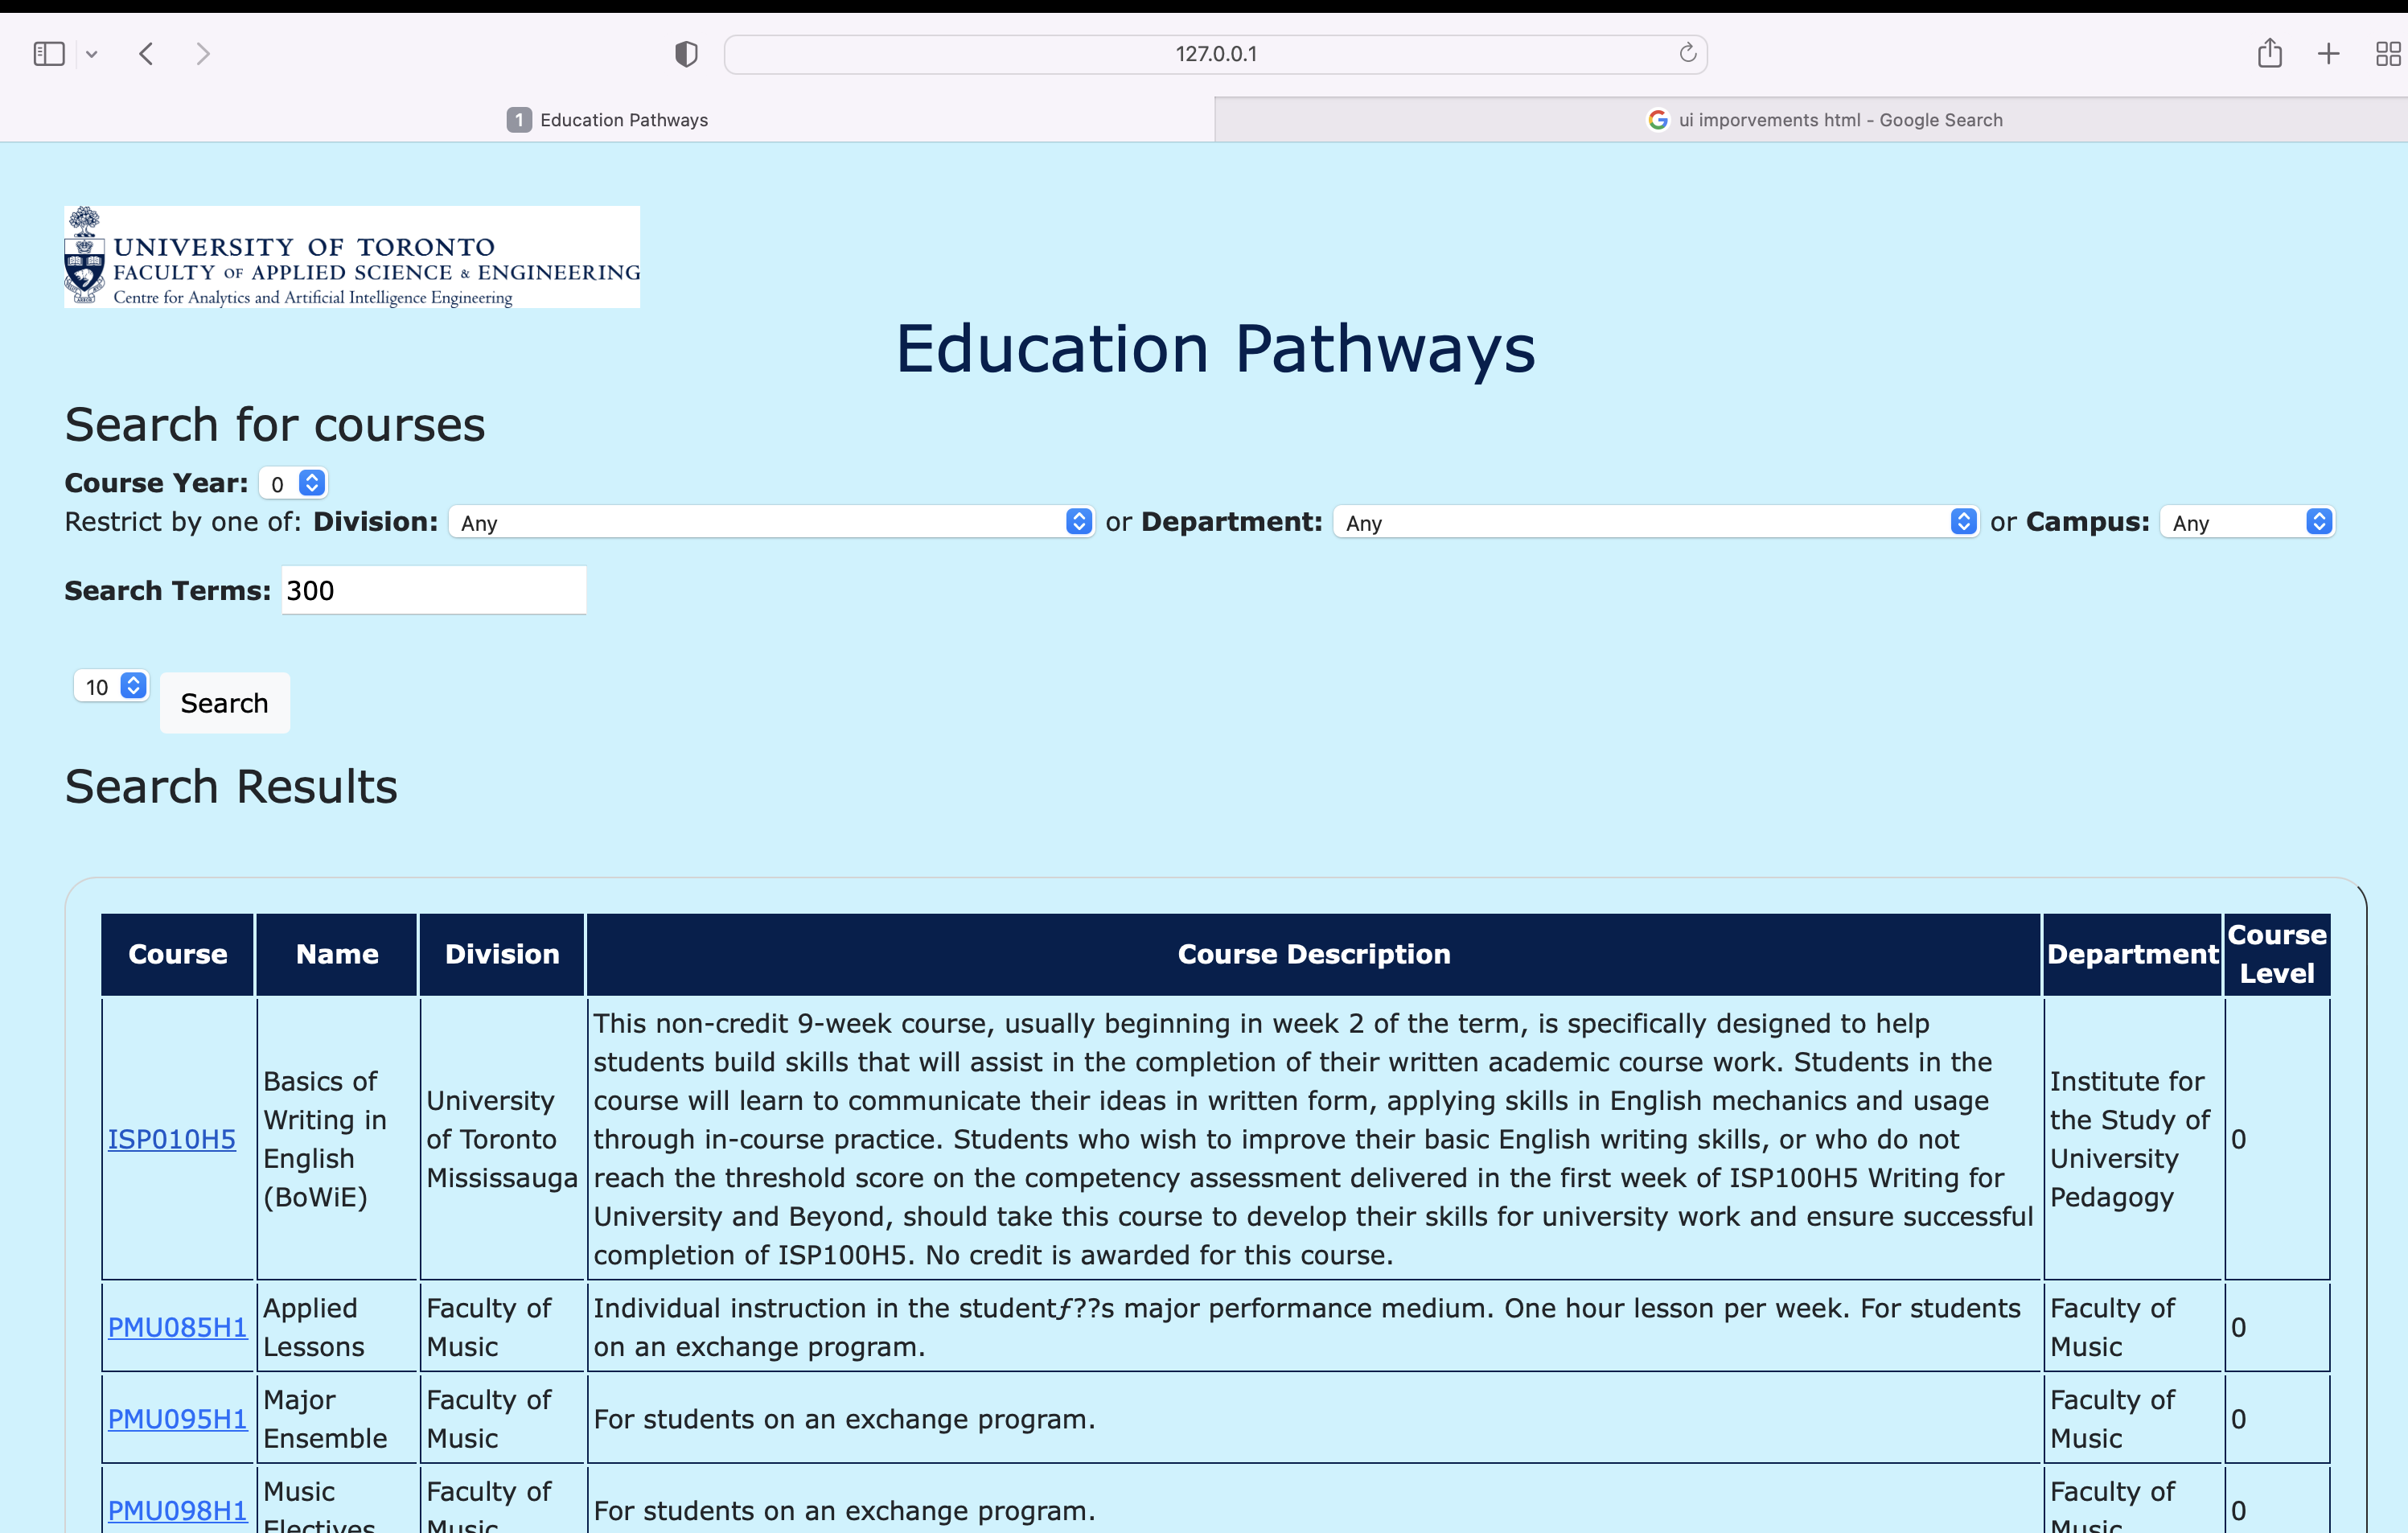 127.0.0.1
1 Education Pathways
ui imporvements html - Google Search
UNIVERSITY OF TORONTO
FACULTY OF APPLIED SCIENCE & ENGINEERING
Centre for Analytics and Artificial Intelligence Engineering
Education Pathways
Search for courses
Course Year: 0
Restrict by one of: Division: Any or Department: Any or Campus: Any
Search Terms: 300
10 Search
Search Results
Course Name Division Course Description Department Course Level
ISP010H5
Basics of
Writing in
English
(BoWiE)
University
of Toronto
Mississauga
This non-credit 9-week course, usually beginning in week 2 of the term, is specifically designed to help
students build skills that will assist in the completion of their written academic course work. Students in the
course will learn to communicate their ideas in written form, applying skills in English mechanics and usage
through in-course practice. Students who wish to improve their basic English writing skills, or who do not
reach the threshold score on the competency assessment delivered in the first week of ISP100H5 Writing for
University and Beyond, should take this course to develop their skills for university work and ensure successful
completion of ISP100H5. No credit is awarded for this course.
Institute for
the Study of
University
Pedagogy
0
PMU085H1
Applied
Lessons
Faculty of
Music
Individual instruction in the studentƒ??s major performance medium. One hour lesson per week. For students
on an exchange program.
Faculty of
Music
0
PMU095H1
Major
Ensemble
Faculty of
Music
For students on an exchange program.
Faculty of
Music
0
PMU098H1
Music
Electives
Faculty of
Music
For students on an exchange program.
Faculty of
Music
0